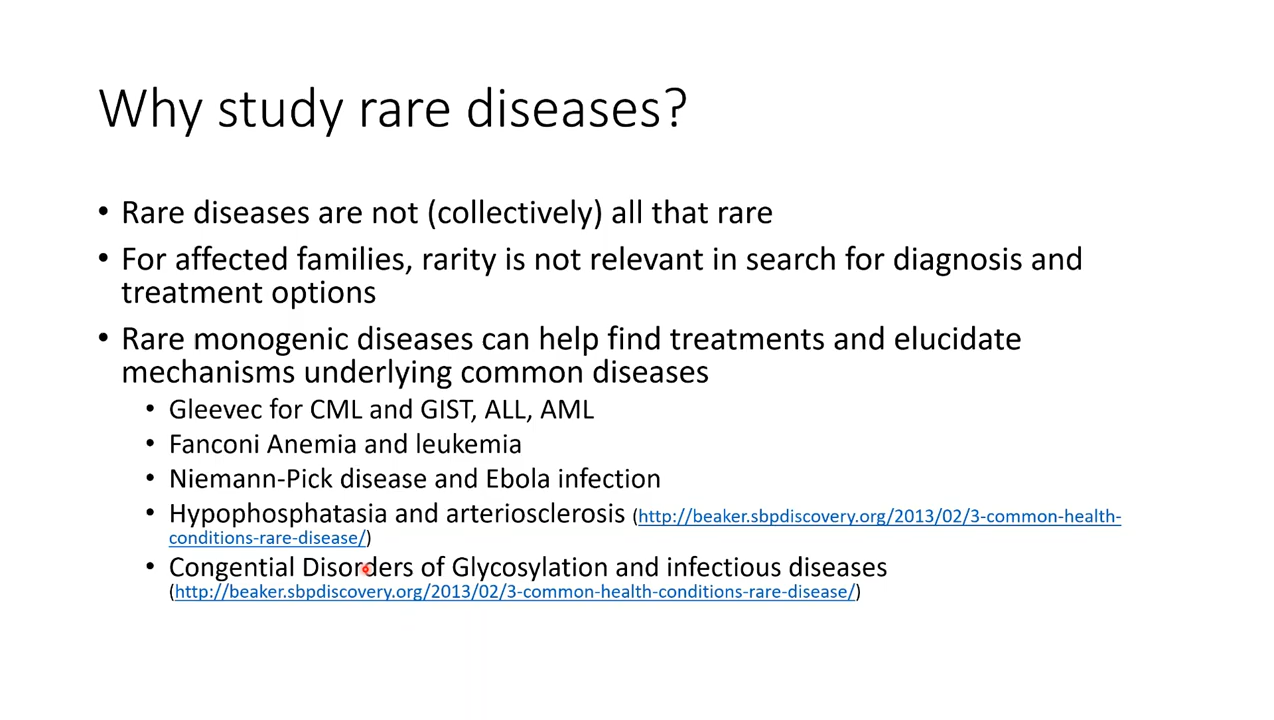 Why study rare diseases?
• Rare diseases are not (collectively) all that rare
• For affected families, rarity is not relevant in search for diagnosis and
treatment options
• Rare monogenic diseases can help find treatments and elucidate
mechanisms underlying common diseases
• Gleevec for CML and GIST, ALL, AML
• Fanconi Anemia and leukemia
• Niemann-Pick disease and Ebola infection
• Hypophosphatasia and arteriosclerosis (http://beaker.sbpdiscovery.org/2013/02/3-common-health-
conditions-rare-disease/)
• Congential Disorders of Glycosylation and infectious diseases
(http://beaker.sbpdiscovery.org/2013/02/3-common-health-conditions-rare-disease/)